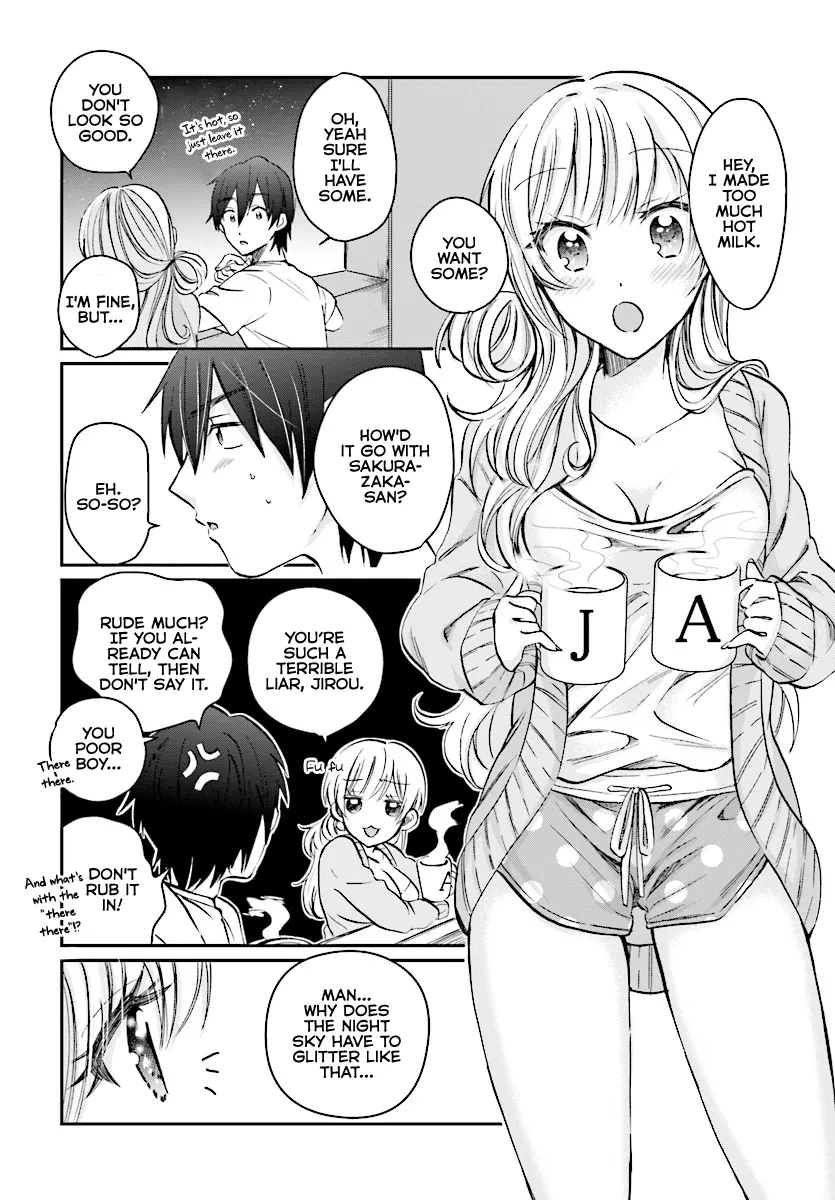 HEY,
I MADE
TOO
MUCH
HOT
MILK.
YOU
WANT
SOME?
OH,
YEAH
SURE
I'LL
HAVE
SOME.
It's hot, so
just leave it
there.
YOU
DON'T
LOOK SO
GOOD.
I'M FINE,
BUT...
J
A
HOW'D
IT GO WITH
SAKURA-
ZAKA-
SAN?
EH.
SO-SO?
YOU'RE
SUCH A
TERRIBLE
LIAR, JIROU.
RUDE MUCH?
IF YOU AL-
READY CAN
TELL, THEN
DON'T SAY IT.
Fu fu
A
YOU
POOR
BOY...
There
there.
DON'T
RUB IT
IN!
And what's
with the
"there
there"!?
MAN...
WHY DOES
THE NIGHT
SKY HAVE TO
GLITTER LIKE
THAT...